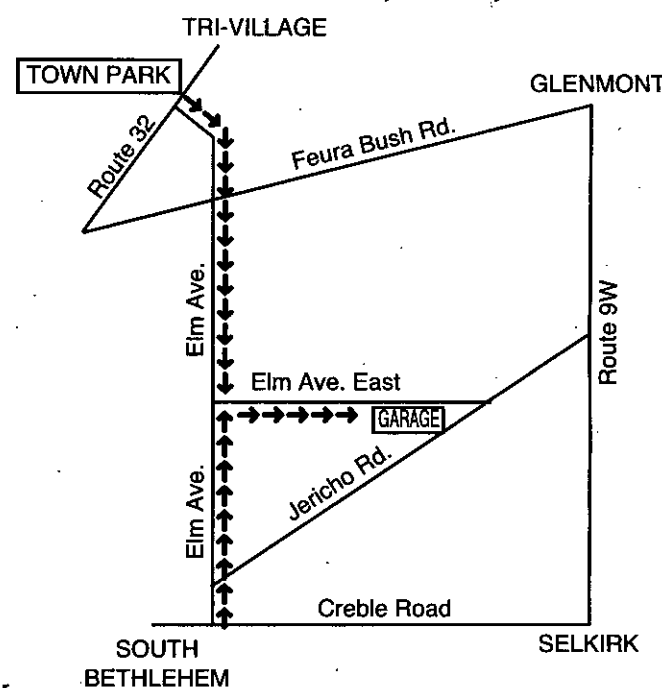 TRI-VILLAGE
TOWN PARK
GLENMONT
Route 32
Feura Bush Rd.
Elm Ave.
Route 9W
Elm Ave. East
GARAGE
Jericho Rd.
Elm Ave.
Creble Road
SOUTH
BETHLEHEM
SELKIRK